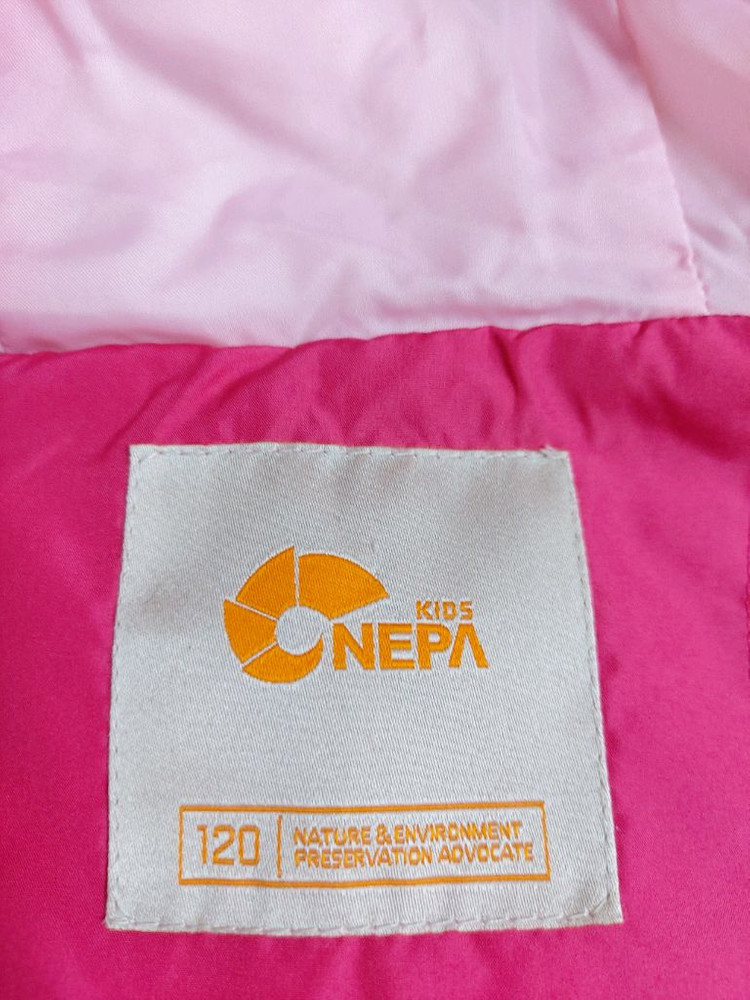 KIDS
NEPA
120
NATURE & ENVIRONMENT
PRESERVATION ADVOCATE